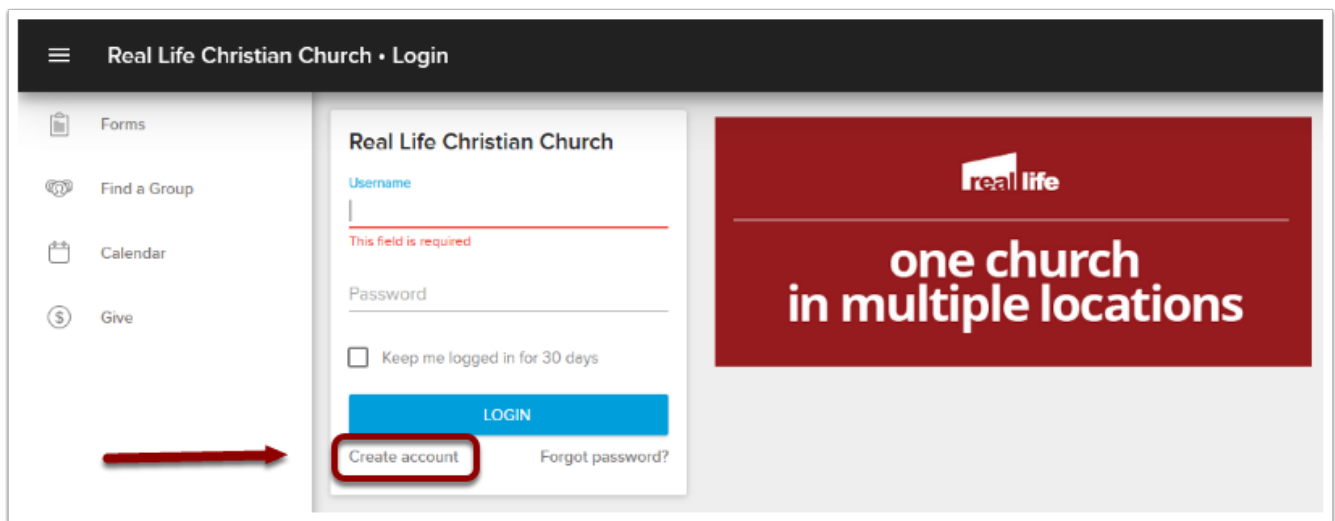 Real Life Christian Church • Login
Forms
Find a Group
Calendar
Give
Real Life Christian Church
Username
This field is required
Password
Keep me logged in for 30 days
LOGIN
Create account
Forgot password?
real life
one church
in multiple locations